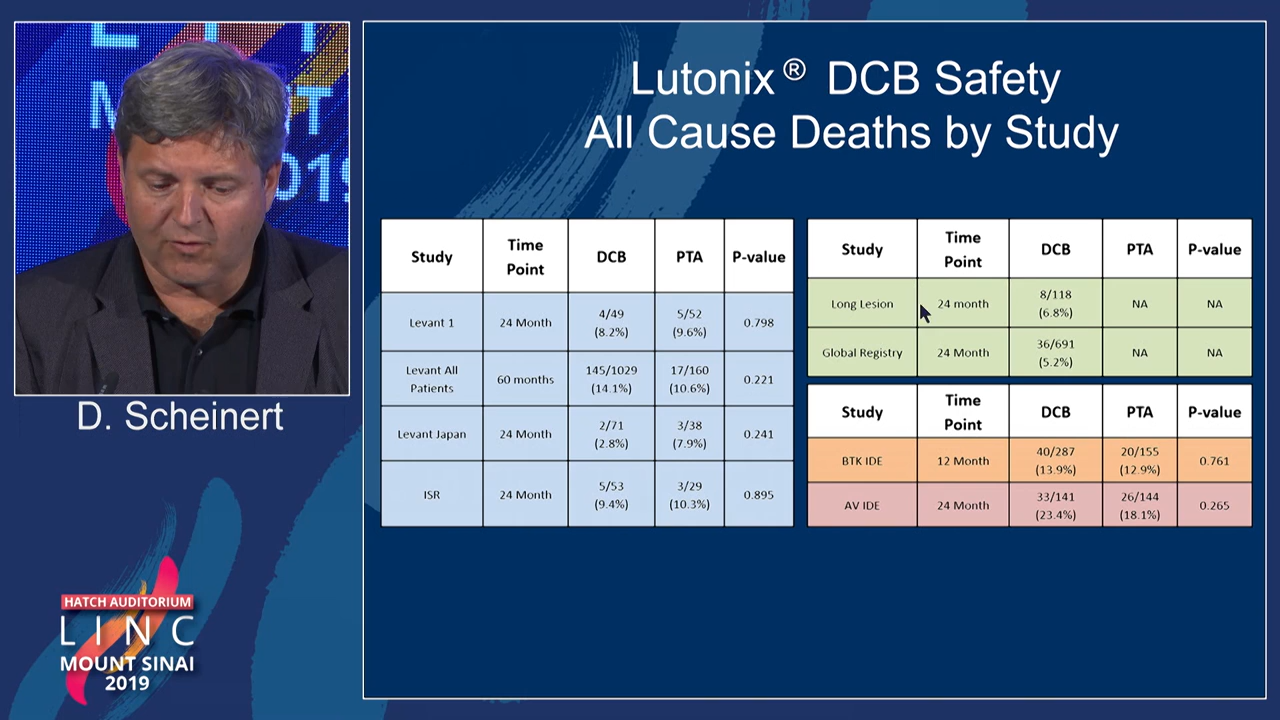 L I
M NT
2019
D. Scheinert
HATCH AUDITORIUM
LINC
MOUNT SINAI
2019
Lutonix® DCB Safety
All Cause Deaths by Study
Study Time Point DCB PTA P-value
Levant 1 24 Month 4/49 (8.2%) 5/52 (9.6%) 0.798
Levant All Patients 60 months 145/1029 (14.1%) 17/160 (10.6%) 0.221
Levant Japan 24 Month 2/71 (2.8%) 3/38 (7.9%) 0.241
ISR 24 Month 5/53 (9.4%) 3/29 (10.3%) 0.895
Study Time Point DCB PTA P-value
Long Lesion 24 month 8/118 (6.8%) NA NA
Global Registry 24 Month 36/691 (5.2%) NA NA
Study Time Point DCB PTA P-value
BTK IDE 12 Month 40/287 (13.9%) 20/155 (12.9%) 0.761
AV IDE 24 Month 33/141 (23.4%) 26/144 (18.1%) 0.265